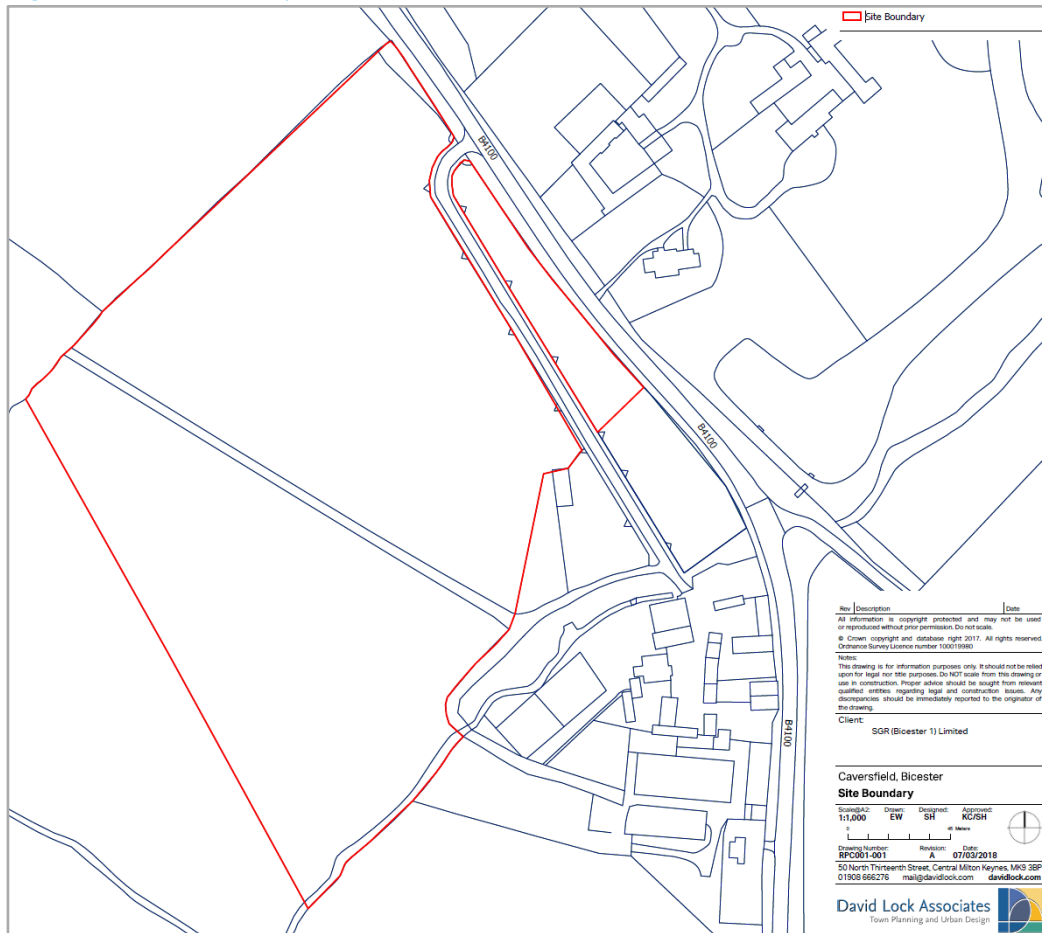 Site Boundary
B4100
B4100
B4100
Rev Description Date
All information is copyright protected and may not be used
or reproduced without prior permission. Do not scale.
© Crown copyright and database right 2017. All rights reserved.
Ordnance Survey Licence number 100019980
Notes:
This drawing is for information purposes only. It should not be relied
upon for legal nor title purposes. Do NOT scale from this drawing or
use in construction. Proper advice should be sought from relevant
qualified entities regarding legal and construction issues. Any
discrepancies should be immediately reported to the originator of
the drawing.
Client:
SGR (Bicester 1) Limited
Caversfield, Bicester
Site Boundary
Scale@A2: Drawn: Designed: Approved:
1:1,000 EW SH KC/SH
0 45 Meters
Drawing Number: Revision: Date:
RPC001-001 A 07/03/2018
50 North Thirteenth Street, Central Milton Keynes, MK9 3BP
01908 666276 mail@davidlock.com davidlock.com
David Lock Associates
Town Planning and Urban Design